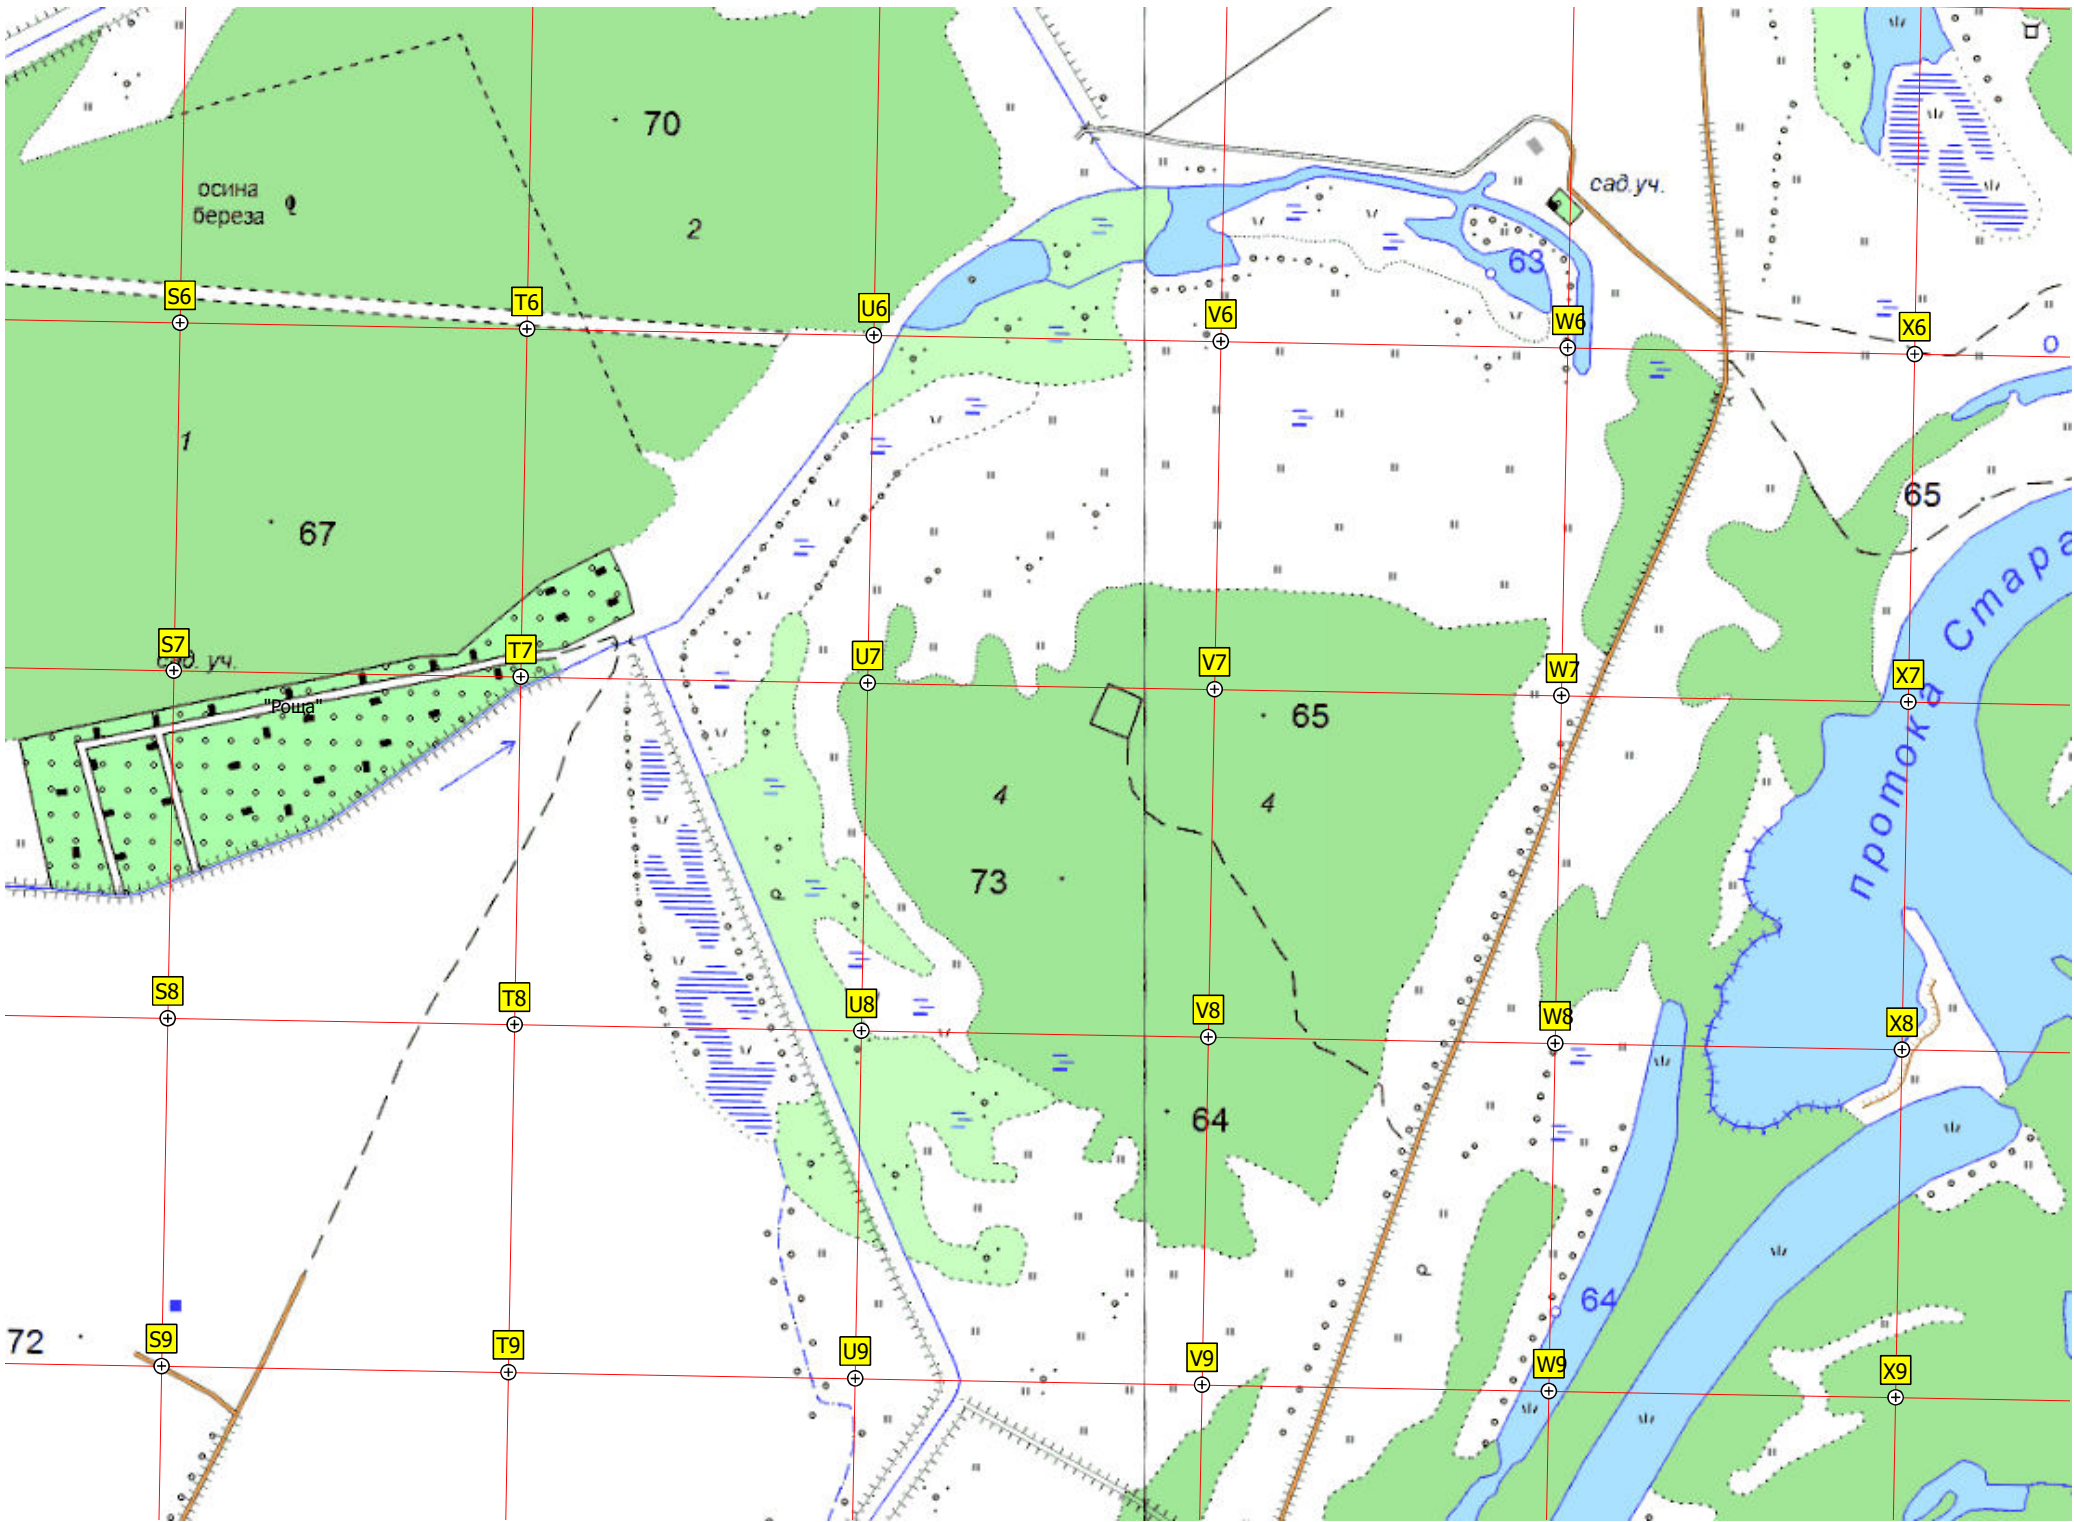 70
осина
береза
2
сад.уч.
63
S6
T6
U6
V6
W6
X6
1
65
67
Стара
S7
T7
U7
V7
W7
X7
сад. уч.
"Роща"
65
протока
4
4
73
S8
T8
U8
V8
W8
X8
64
64
72
S9
T9
U9
V9
W9
X9